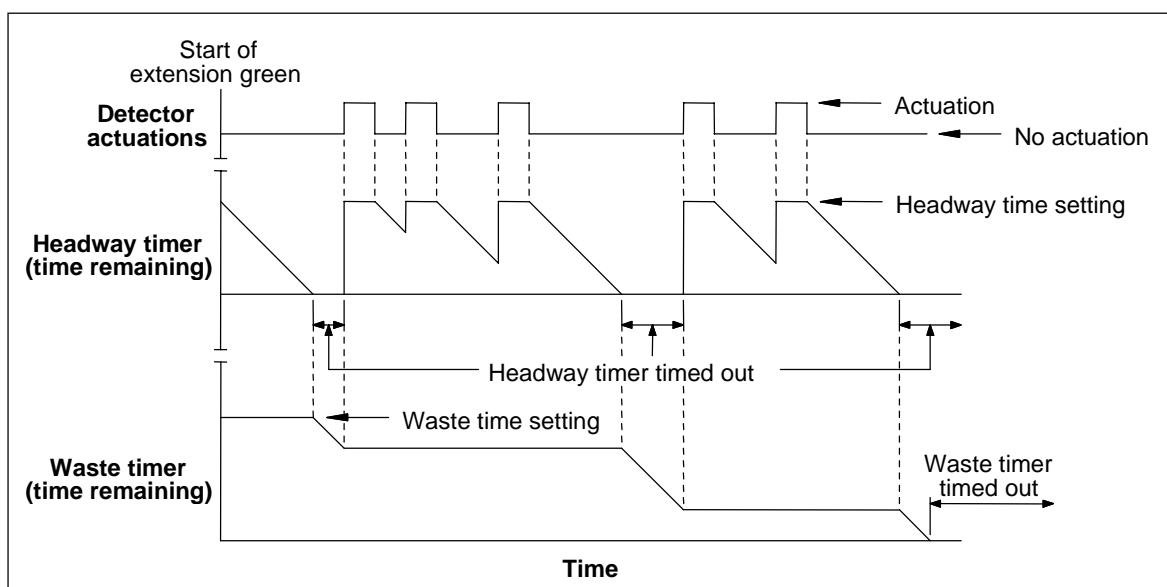 Start of
extension green
Detector
actuations
Actuation
No actuation
Headway time setting
Headway timer
(time remaining)
Headway timer timed out
Waste time setting
Waste timer
(time remaining)
Waste timer
timed out
Time